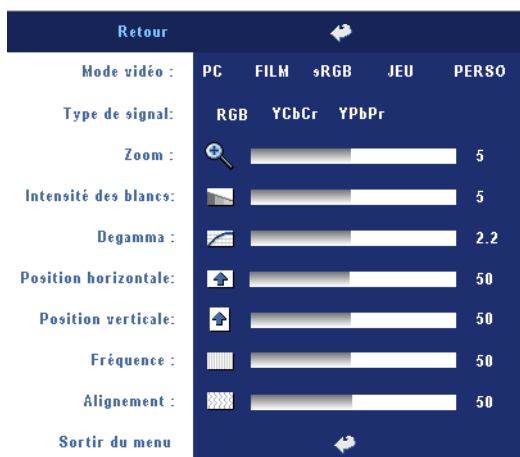 Retour
Mode vidéo : PC FILM sRGB JEU PERSO
Type de signal: RGB YCbCr YPbPr
Zoom : 5
Intensité des blancs: 5
Degamma : 2.2
Position horizontale: 50
Position verticale: 50
Fréquence : 50
Alignement : 50
Sortir du menu